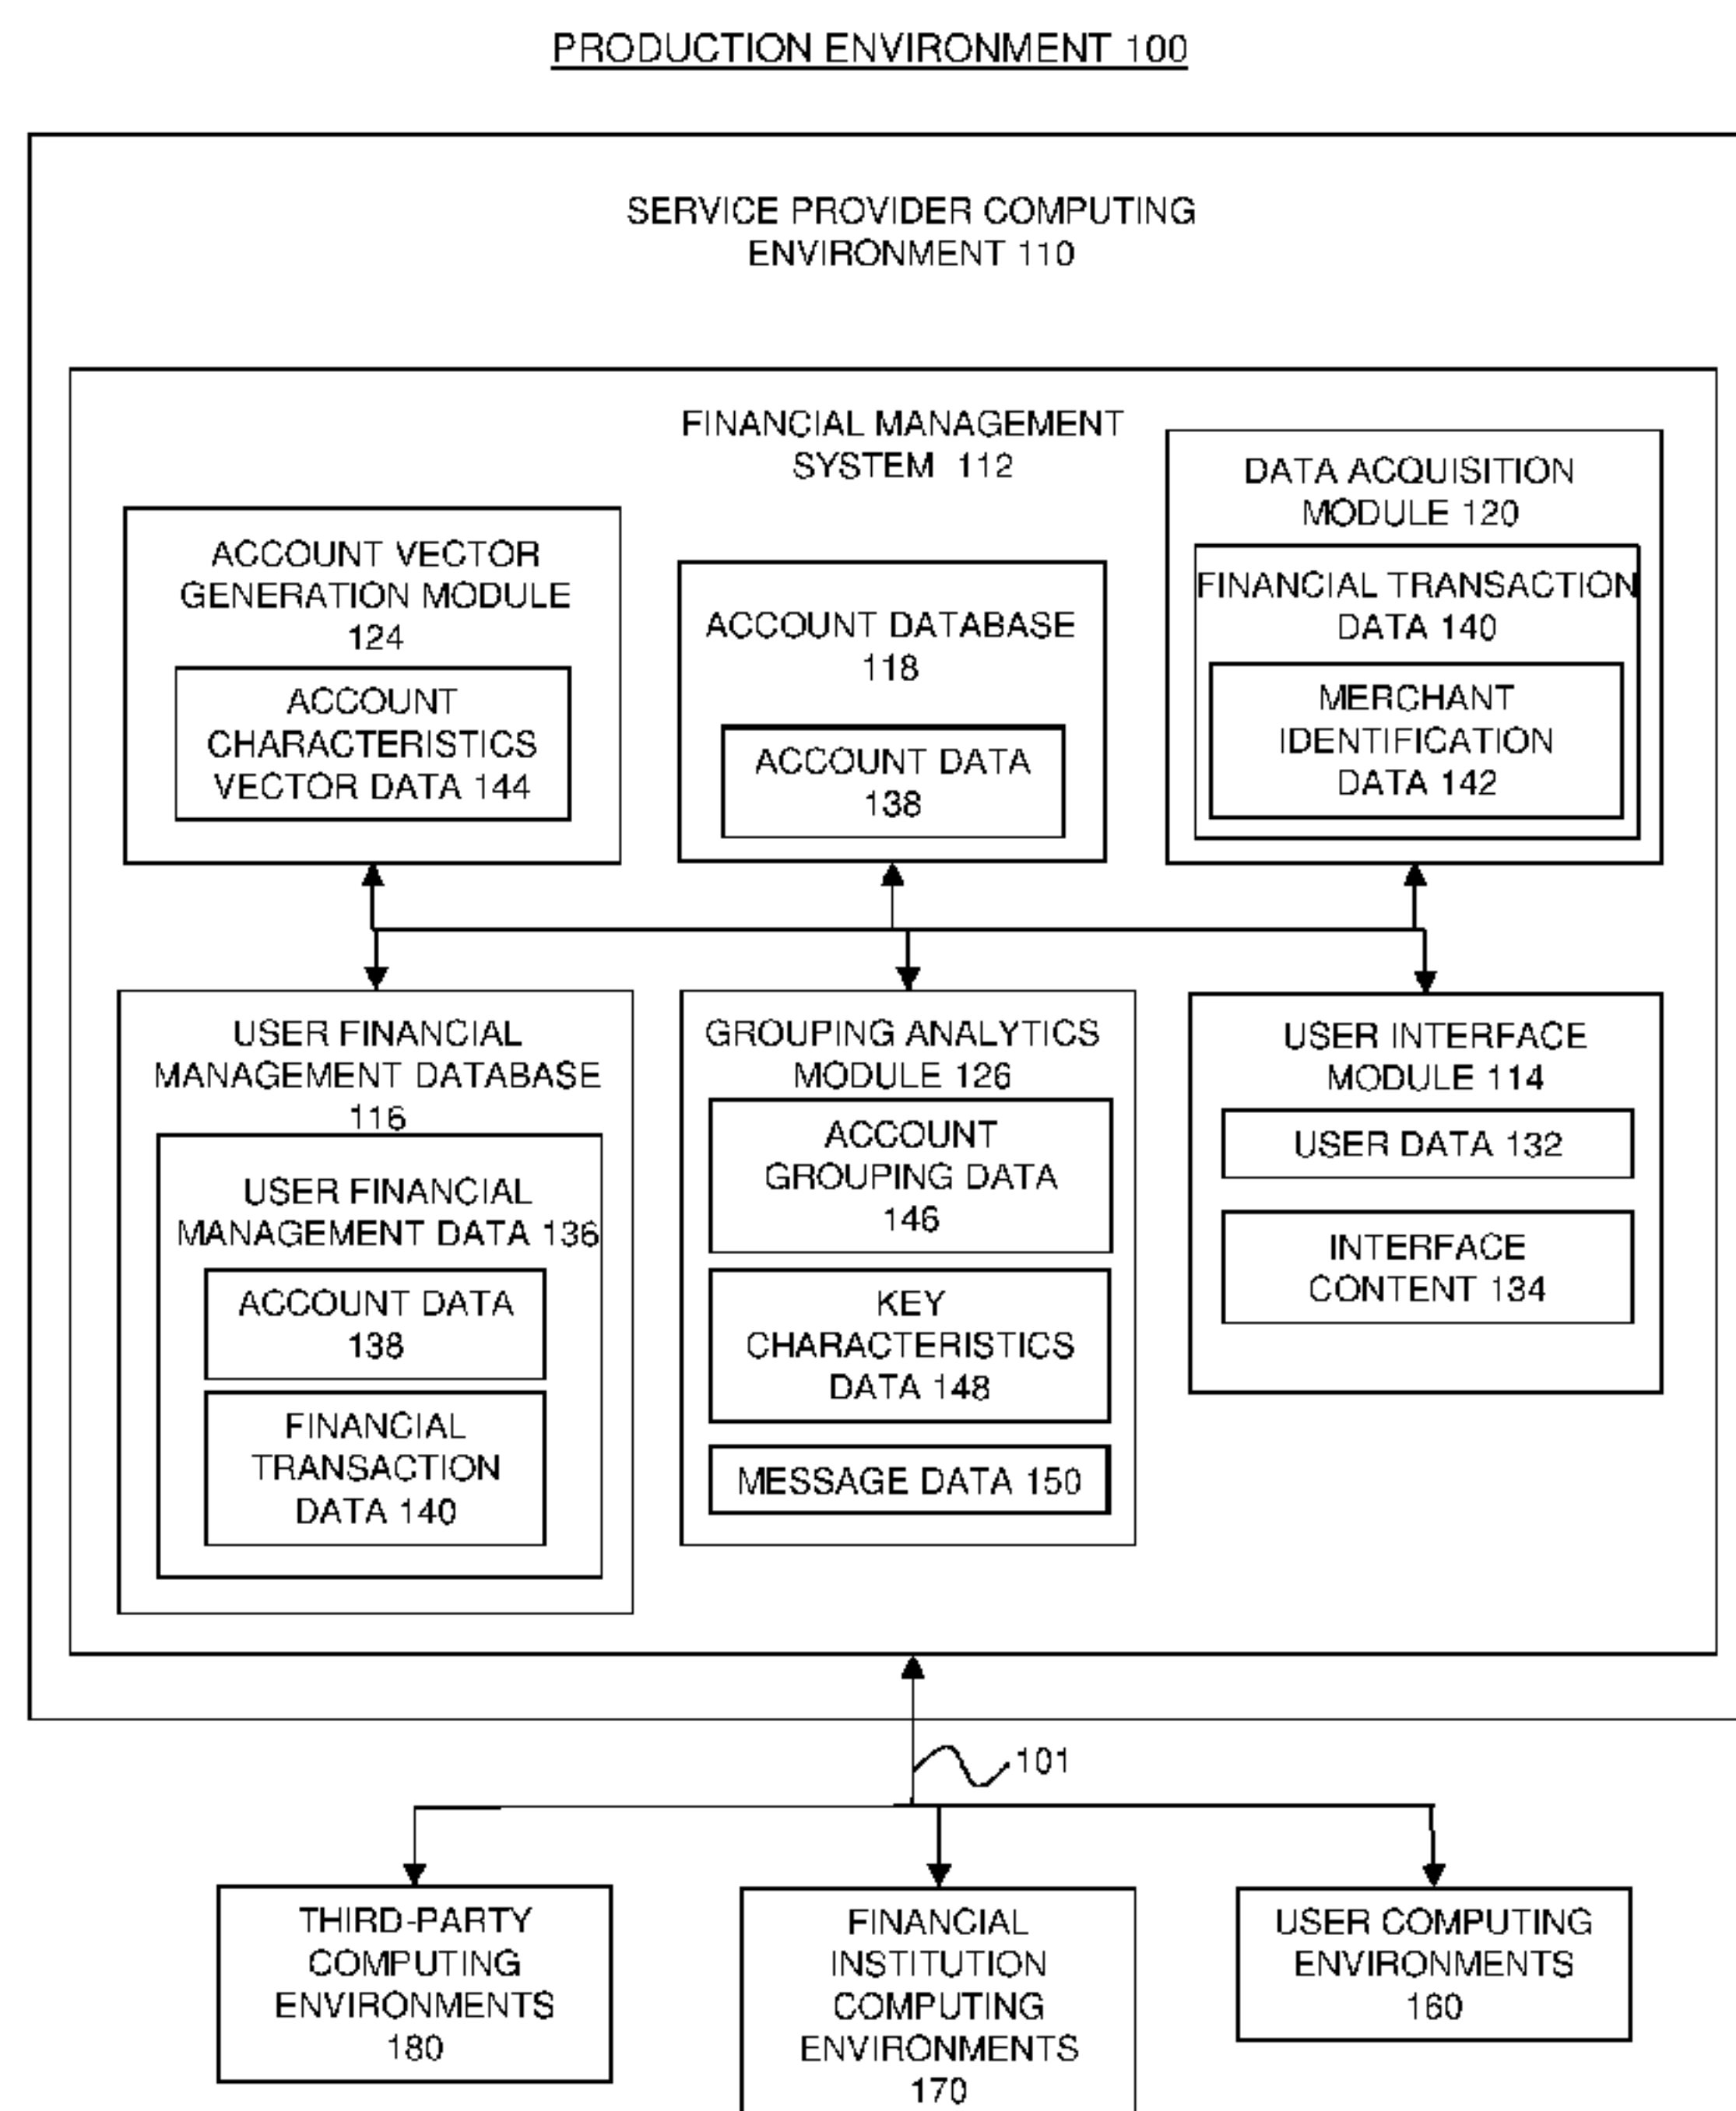 PRODUCTION ENVIRONMENT 100
SERVICE PROVIDER COMPUTING
ENVIRONMENT 110
FINANCIAL MANAGEMENT
SYSTEM 112
ACCOUNT VECTOR
GENERATION MODULE
124
ACCOUNT
CHARACTERISTICS
VECTOR DATA 144
ACCOUNT DATABASE
118
ACCOUNT DATA
138
DATA ACQUISITION
MODULE 120
FINANCIAL TRANSACTION
DATA 140
MERCHANT
IDENTIFICATION
DATA 142
USER FINANCIAL
MANAGEMENT DATABASE
116
USER FINANCIAL
MANAGEMENT DATA 136
ACCOUNT DATA
138
FINANCIAL
TRANSACTION
DATA 140
GROUPING ANALYTICS
MODULE 126
ACCOUNT
GROUPING DATA
146
KEY
CHARACTERISTICS
DATA 148
MESSAGE DATA 150
USER INTERFACE
MODULE 114
USER DATA 132
INTERFACE
CONTENT 134
101
THIRD-PARTY
COMPUTING
ENVIRONMENTS
180
FINANCIAL
INSTITUTION
COMPUTING
ENVIRONMENTS
170
USER COMPUTING
ENVIRONMENTS
160